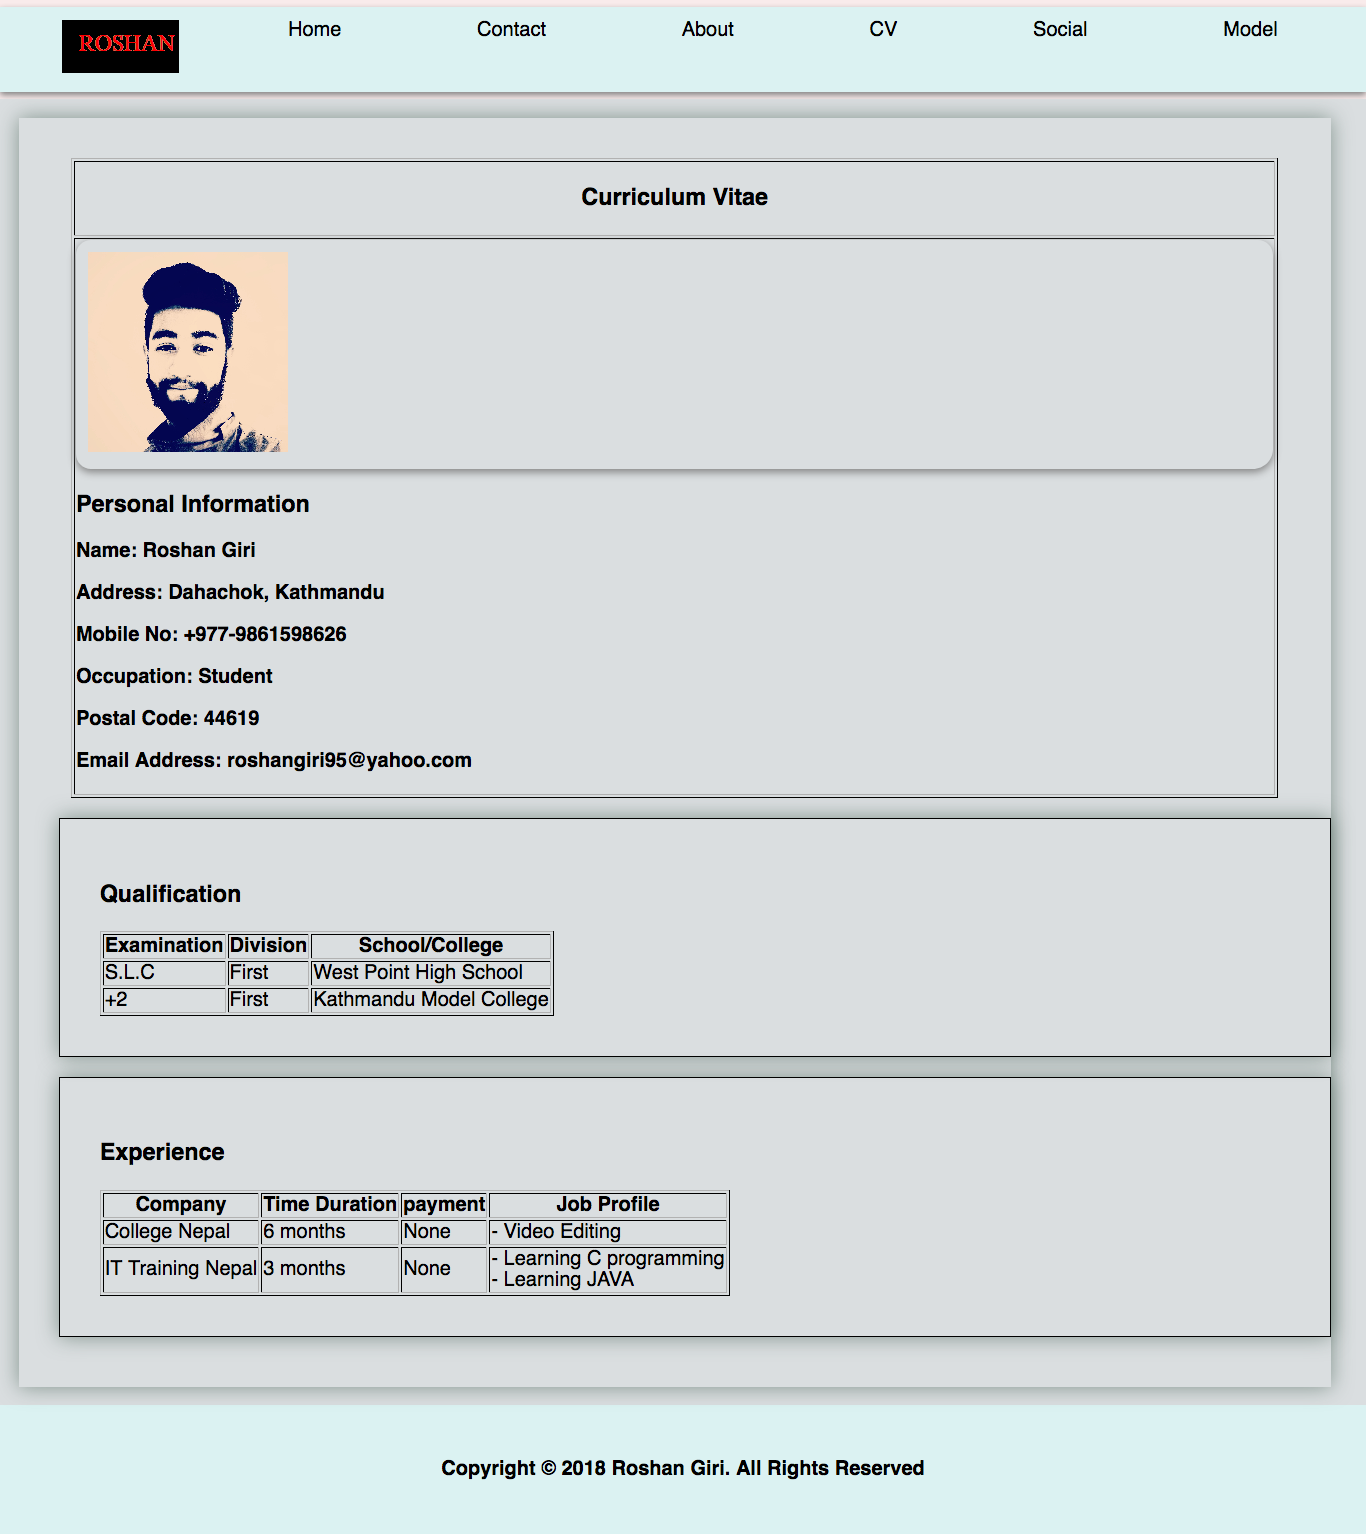 ROSHAN
Home Contact About CV Social Model
Curriculum Vitae
Personal Information
Name: Roshan Giri
Address: Dahachok, Kathmandu
Mobile No: +977-9861598626
Occupation: Student
Postal Code: 44619
Email Address: roshangiri95@yahoo.com
Qualification
Examination Division School/College
S.L.C First West Point High School
+2 First Kathmandu Model College
Experience
Company Time Duration payment Job Profile
College Nepal 6 months None - Video Editing
IT Training Nepal 3 months None - Learning C programming
- Learning JAVA
Copyright © 2018 Roshan Giri. All Rights Reserved